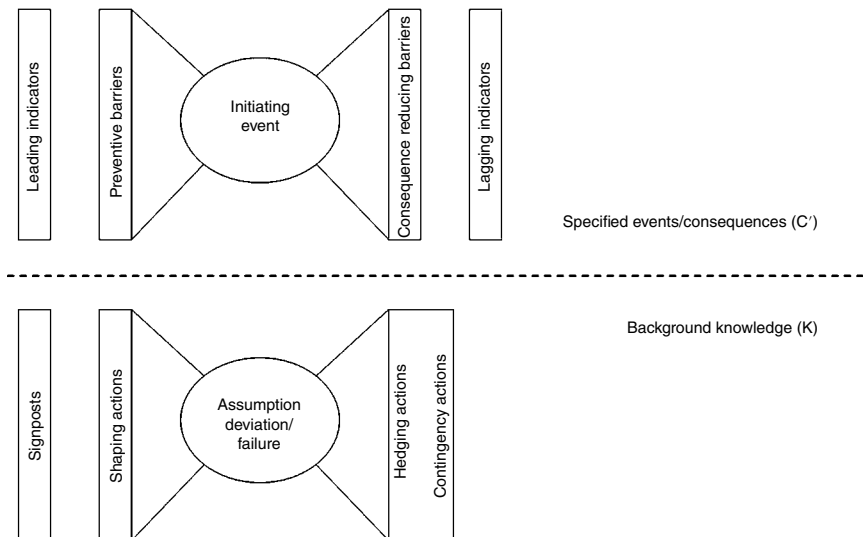 Leading indicators
Preventive barriers
Initiating
event
Consequence reducing barriers
Lagging indicators
Specified events/consequences (C′)
Signposts
Shaping actions
Assumption
deviation/
failure
Hedging actions
Contingency actions
Background knowledge (K)